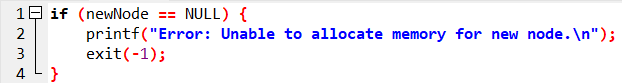 1 if (newNode == NULL) {
2     printf("Error: Unable to allocate memory for new node.\n");
3     exit(-1);
4 }